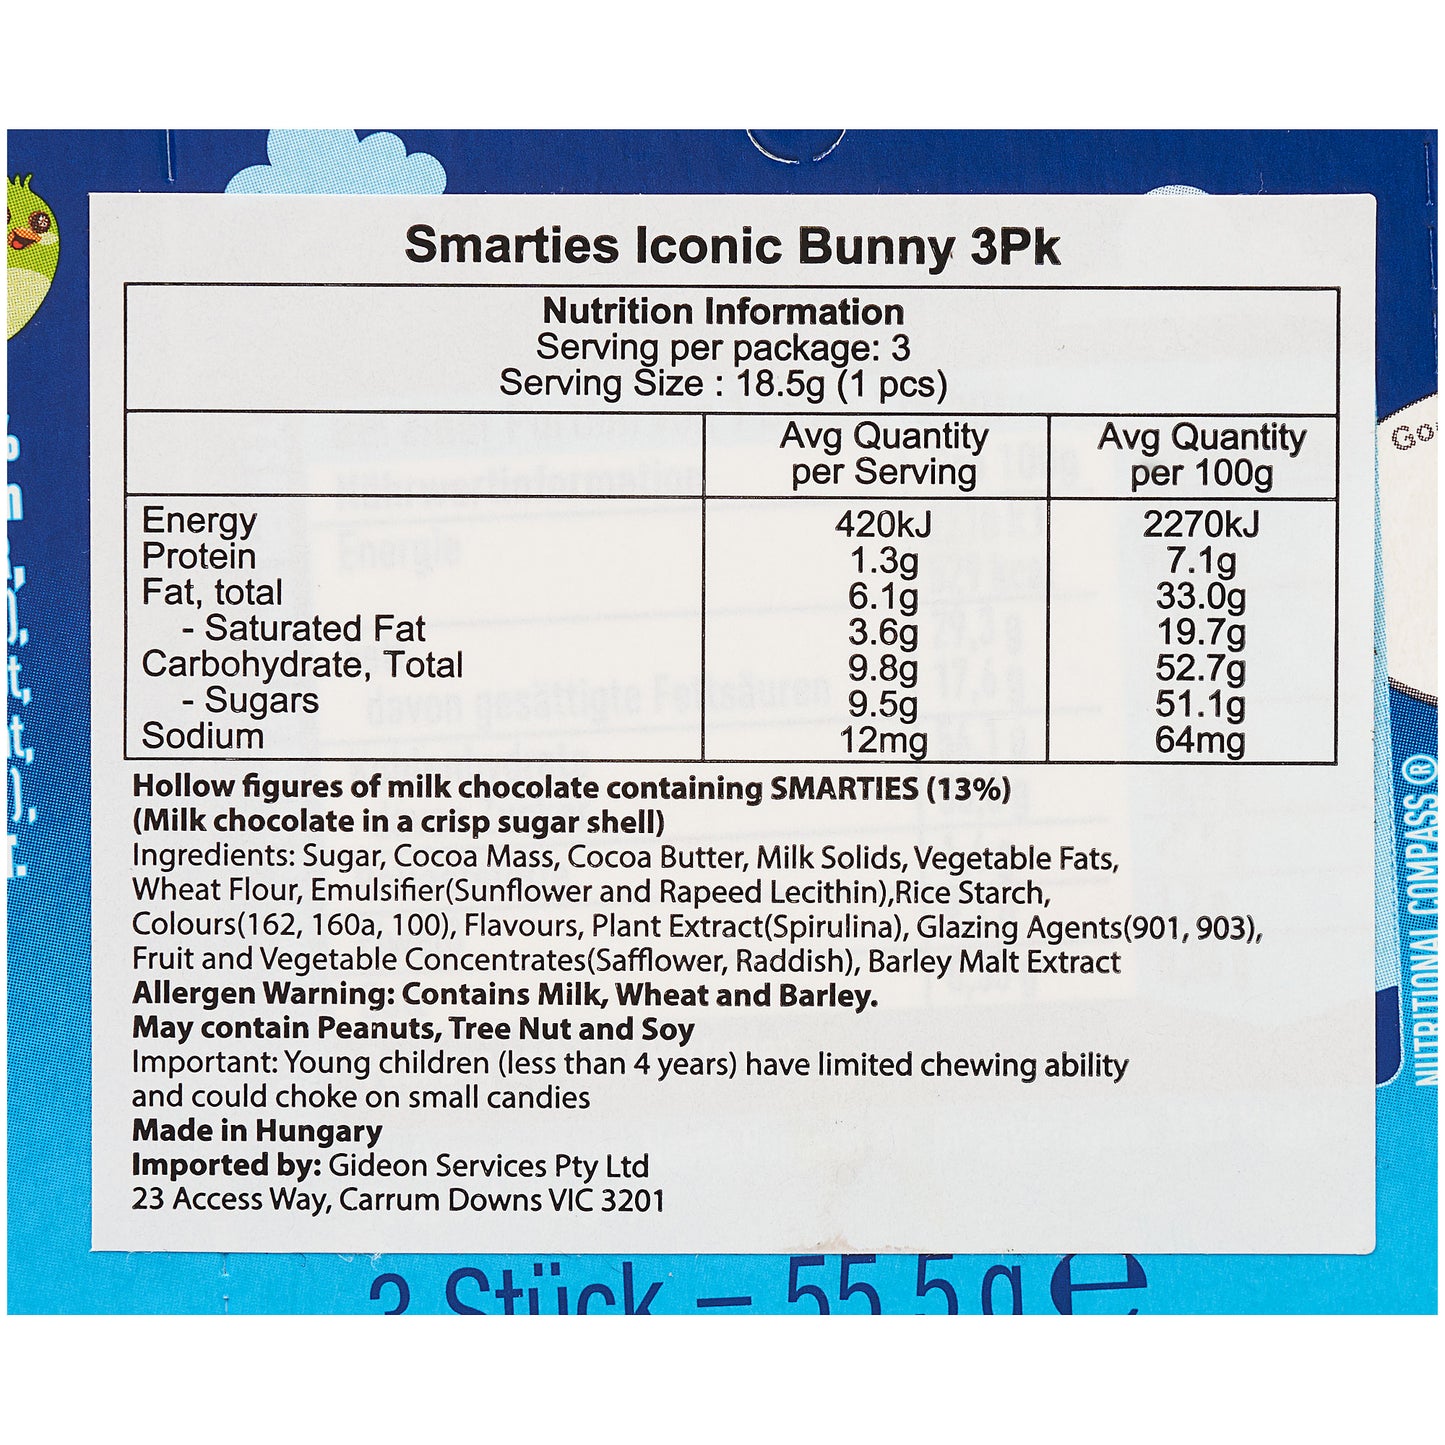 Smarties Iconic Bunny 3Pk
Nutrition Information
Serving per package: 3
Serving Size : 18.5g (1 pcs)
Avg Quantity per Serving
Avg Quantity per 100g
Energy 420kJ 2270kJ
Protein 1.3g 7.1g
Fat, total 6.1g 33.0g
- Saturated Fat 3.6g 19.7g
Carbohydrate, Total 9.8g 52.7g
- Sugars 9.5g 51.1g
Sodium 12mg 64mg
Hollow figures of milk chocolate containing SMARTIES (13%)
(Milk chocolate in a crisp sugar shell)
Ingredients: Sugar, Cocoa Mass, Cocoa Butter, Milk Solids, Vegetable Fats,
Wheat Flour, Emulsifier(Sunflower and Rapeed Lecithin),Rice Starch,
Colours(162, 160a, 100), Flavours, Plant Extract(Spirulina), Glazing Agents(901, 903),
Fruit and Vegetable Concentrates(Safflower, Raddish), Barley Malt Extract
Allergen Warning: Contains Milk, Wheat and Barley.
May contain Peanuts, Tree Nut and Soy
Important: Young children (less than 4 years) have limited chewing ability
and could choke on small candies
Made in Hungary
Imported by: Gideon Services Pty Ltd
23 Access Way, Carrum Downs VIC 3201
3 Stück – 55,5 g e
NUTRITIONAL COMPASS ®